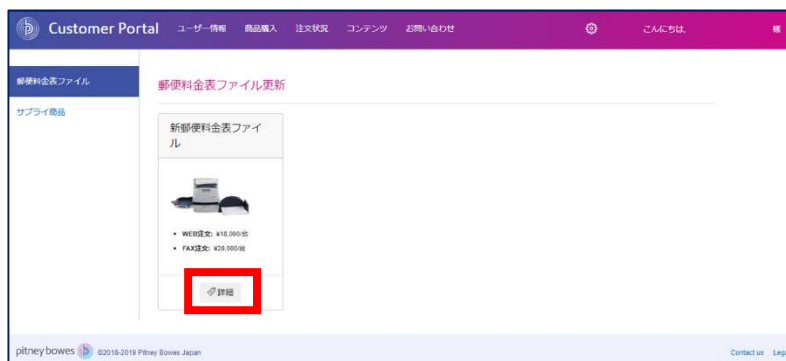 Customer Portal ユーザー情報 商品購入 注文状況 コンテンツ お問い合わせ こんにちは, 様
郵便料金表ファイル
サプライ商品
郵便料金表ファイル更新
新郵便料金表ファイ
ル
WEB注文: ¥18,000/台
FAX注文: ¥20,000/台
詳細
pitney bowes ©2018-2019 Pitney Bowes Japan Contact us